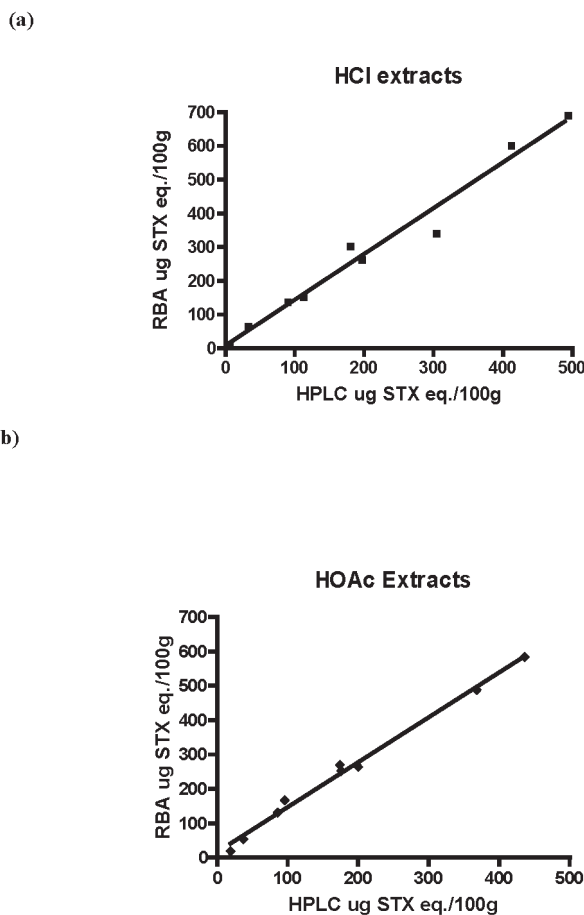 (a)
HCl extracts
700
600
500
400
300
200
100
0
RBA ug STX eq./100g
0 100 200 300 400 500
HPLC ug STX eq./100g
b)
HOAc Extracts
700
600
500
400
300
200
100
0
RBA ug STX eq./100g
0 100 200 300 400 500
HPLC ug STX eq./100g